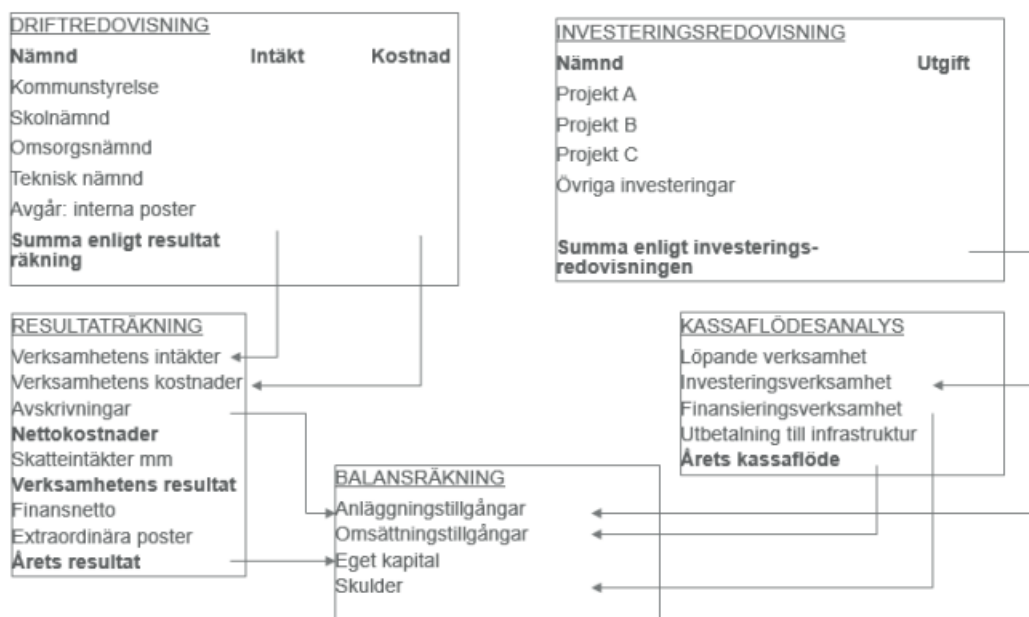 DRIFTREDOVISNING
Nämnd Intäkt Kostnad
Kommunstyrelse
Skolnämnd
Omsorgsnämnd
Teknisk nämnd
Avgår: interna poster
Summa enligt resultat
räkning
INVESTERINGSREDOVISNING
Nämnd Utgift
Projekt A
Projekt B
Projekt C
Övriga investeringar
Summa enligt investerings-
redovisningen
RESULTATRÄKNING
Verksamhetens intäkter
Verksamhetens kostnader
Avskrivningar
Nettokostnader
Skatteintäkter mm
Verksamhetens resultat
Finansnetto
Extraordinära poster
Årets resultat
BALANSRÄKNING
Anläggningstillgångar
Omsättningstillgångar
Eget kapital
Skulder
KASSAFLÖDESANALYS
Löpande verksamhet
Investeringsverksamhet
Finansieringsverksamhet
Utbetalning till infrastruktur
Årets kassaflöde